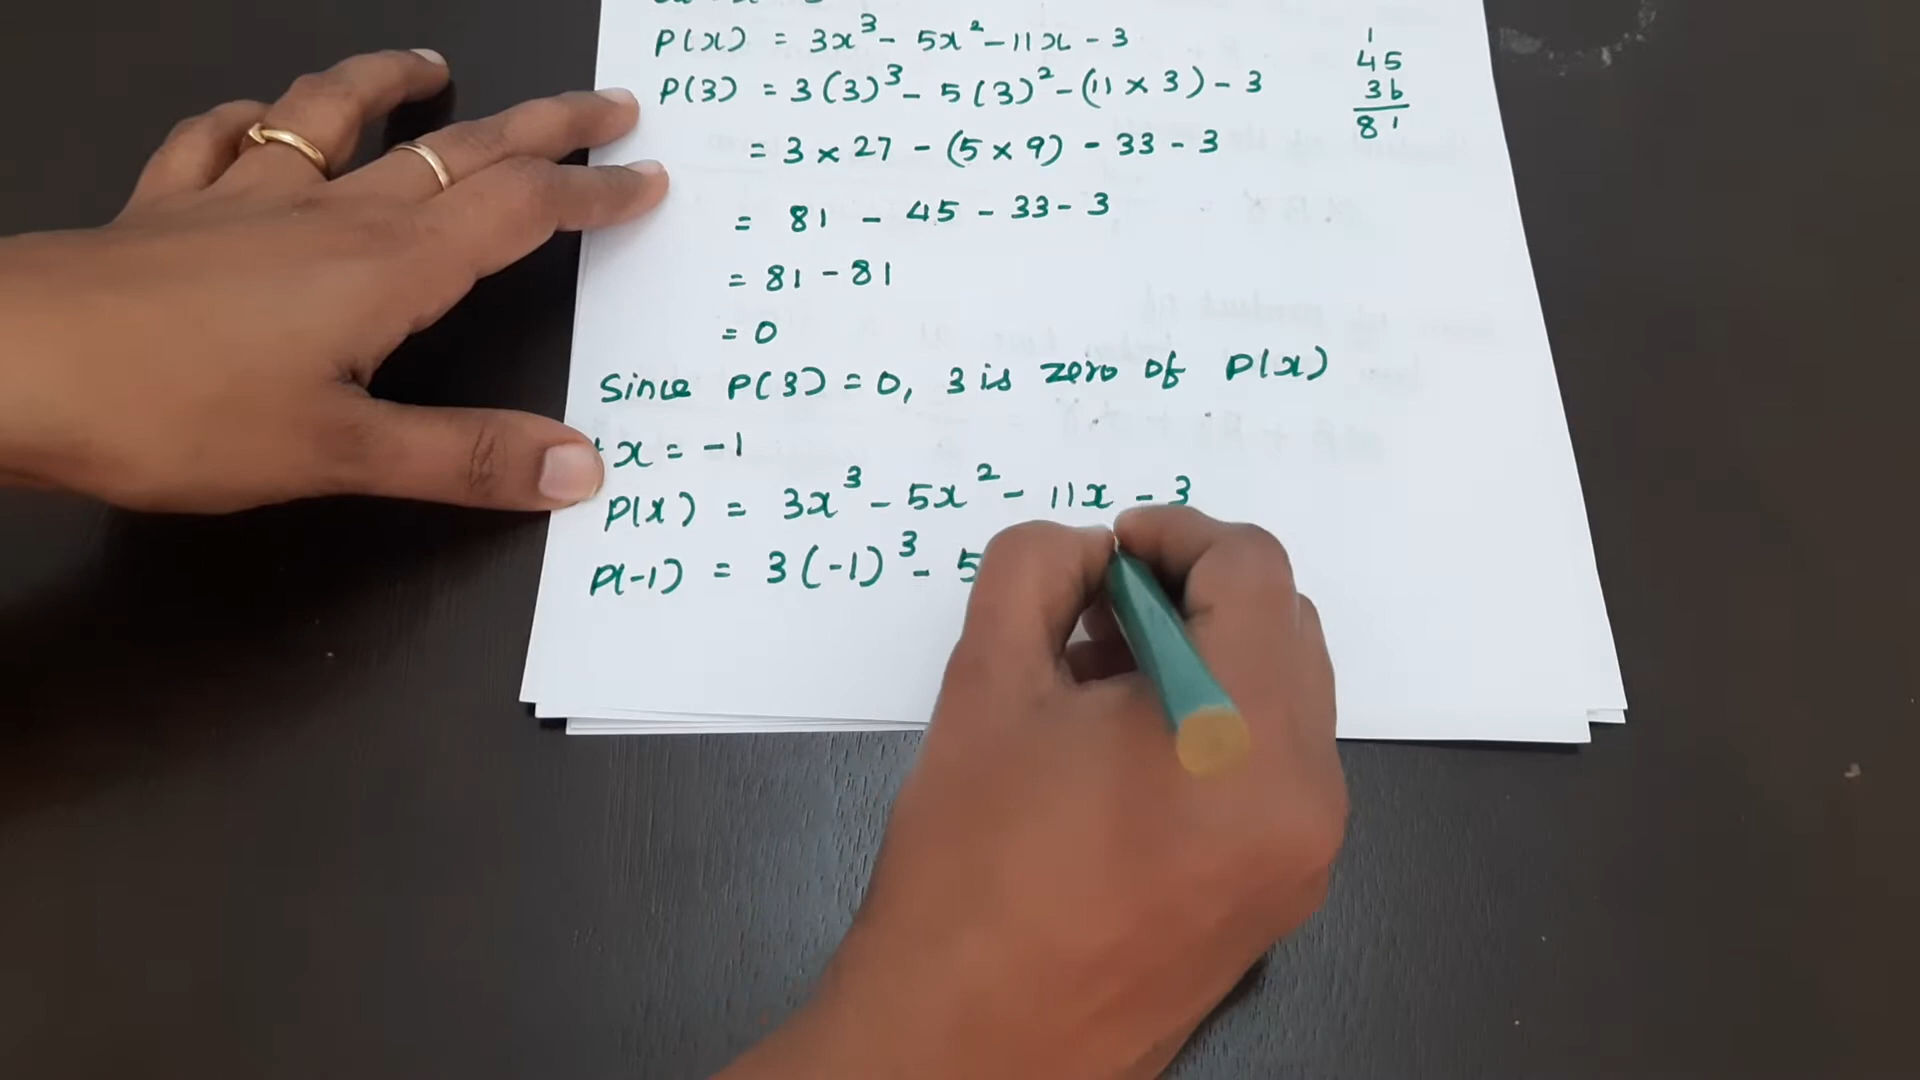 P(x) = 3x³ - 5x² - 11x - 3
P(3) = 3(3)³ - 5(3)² - (11 × 3) - 3
= 3 × 27 - (5 × 9) - 33 - 3
= 81 - 45 - 33 - 3
= 81 - 81
= 0
Since P(3) = 0, 3 is zero of P(x)
x = -1
P(x) = 3x³ - 5x² - 11x - 3
P(-1) = 3(-1)³ - 5
1
45
36
81